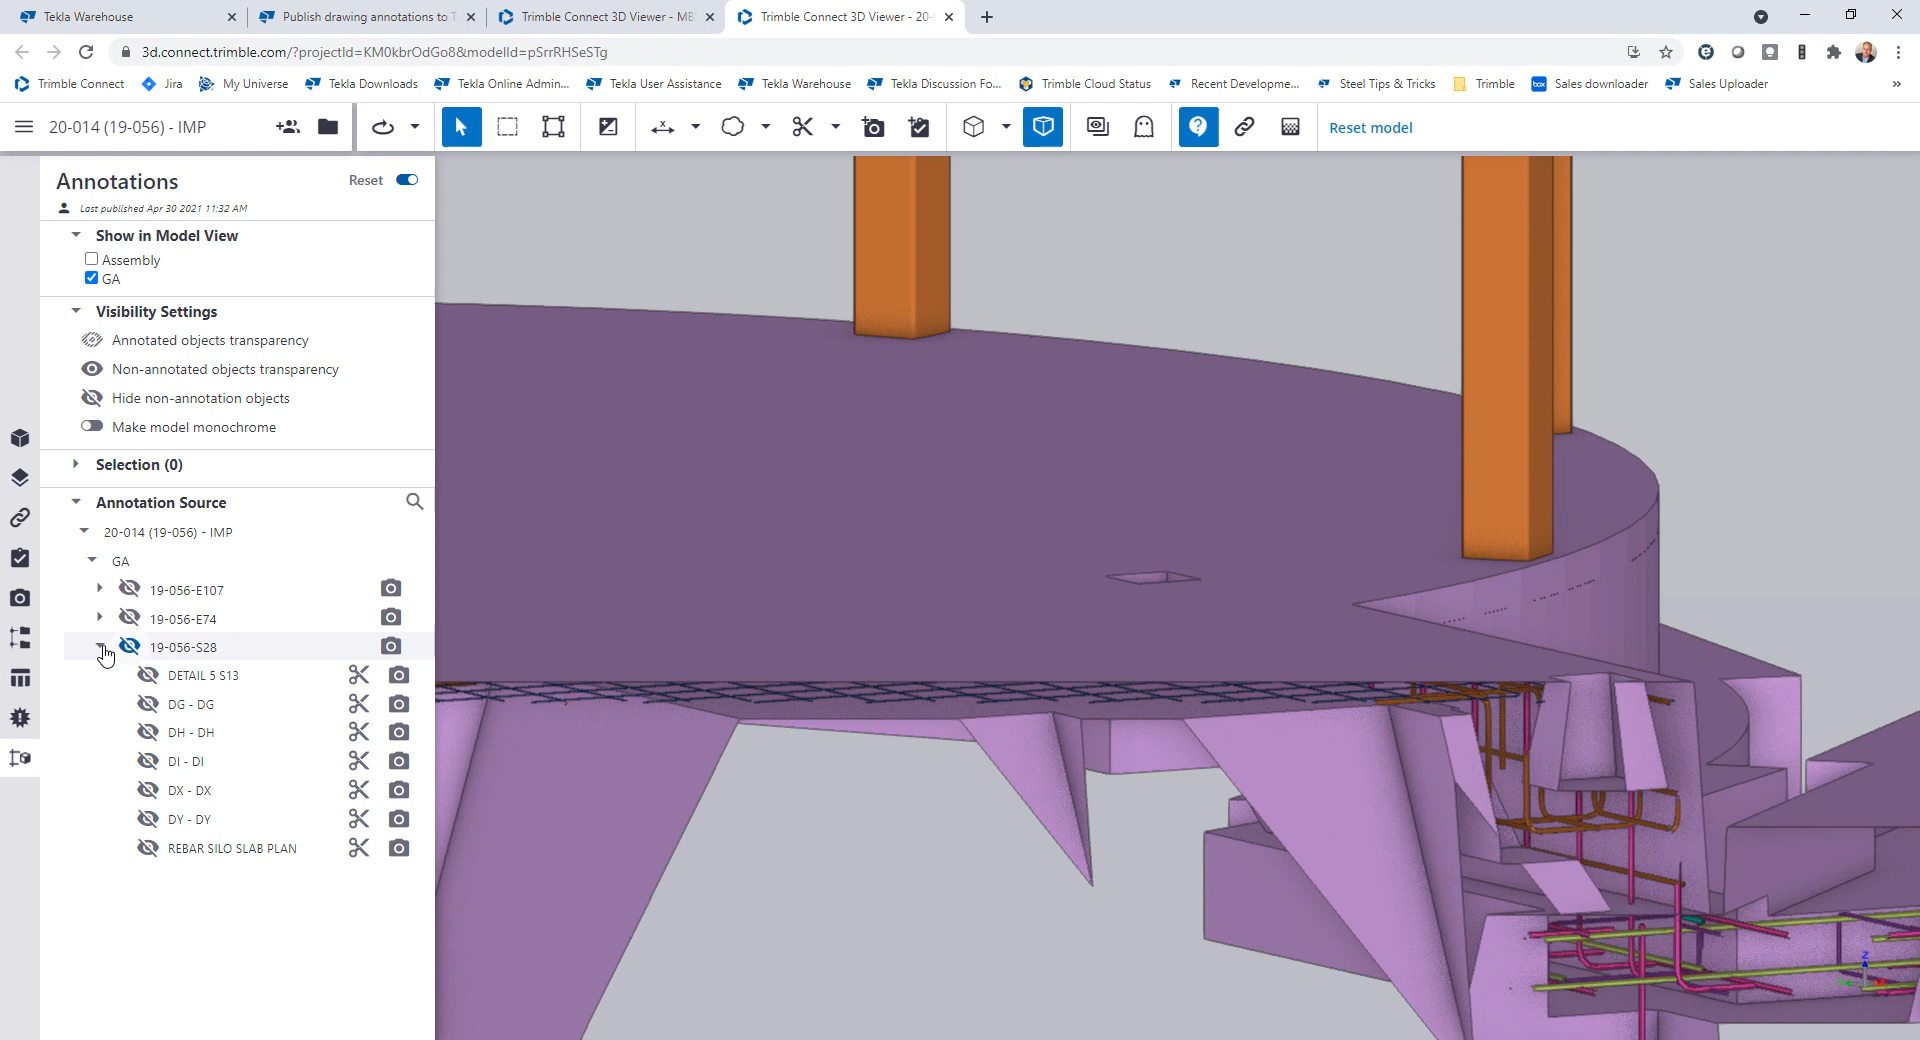 Tekla Warehouse
Publish drawing annotations to T
Trimble Connect 3D Viewer - MB
Trimble Connect 3D Viewer - 20-
3d.connect.trimble.com/?projectId=KM0kbrOdGo8&modelId=pSrrRHSeSTg
Trimble Connect
Jira
My Universe
Tekla Downloads
Tekla Online Admin...
Tekla User Assistance
Tekla Warehouse
Tekla Discussion Fo...
Trimble Cloud Status
Recent Developme...
Steel Tips & Tricks
Trimble
Sales downloader
Sales Uploader
»
20-014 (19-056) - IMP
Reset model
Annotations
Reset
Last published Apr 30 2021 11:32 AM
Show in Model View
Assembly
GA
Visibility Settings
Annotated objects transparency
Non-annotated objects transparency
Hide non-annotation objects
Make model monochrome
Selection (0)
Annotation Source
20-014 (19-056) - IMP
GA
19-056-E107
19-056-E74
19-056-S28
DETAIL 5 S13
DG - DG
DH - DH
DI - DI
DX - DX
DY - DY
REBAR SILO SLAB PLAN
Z